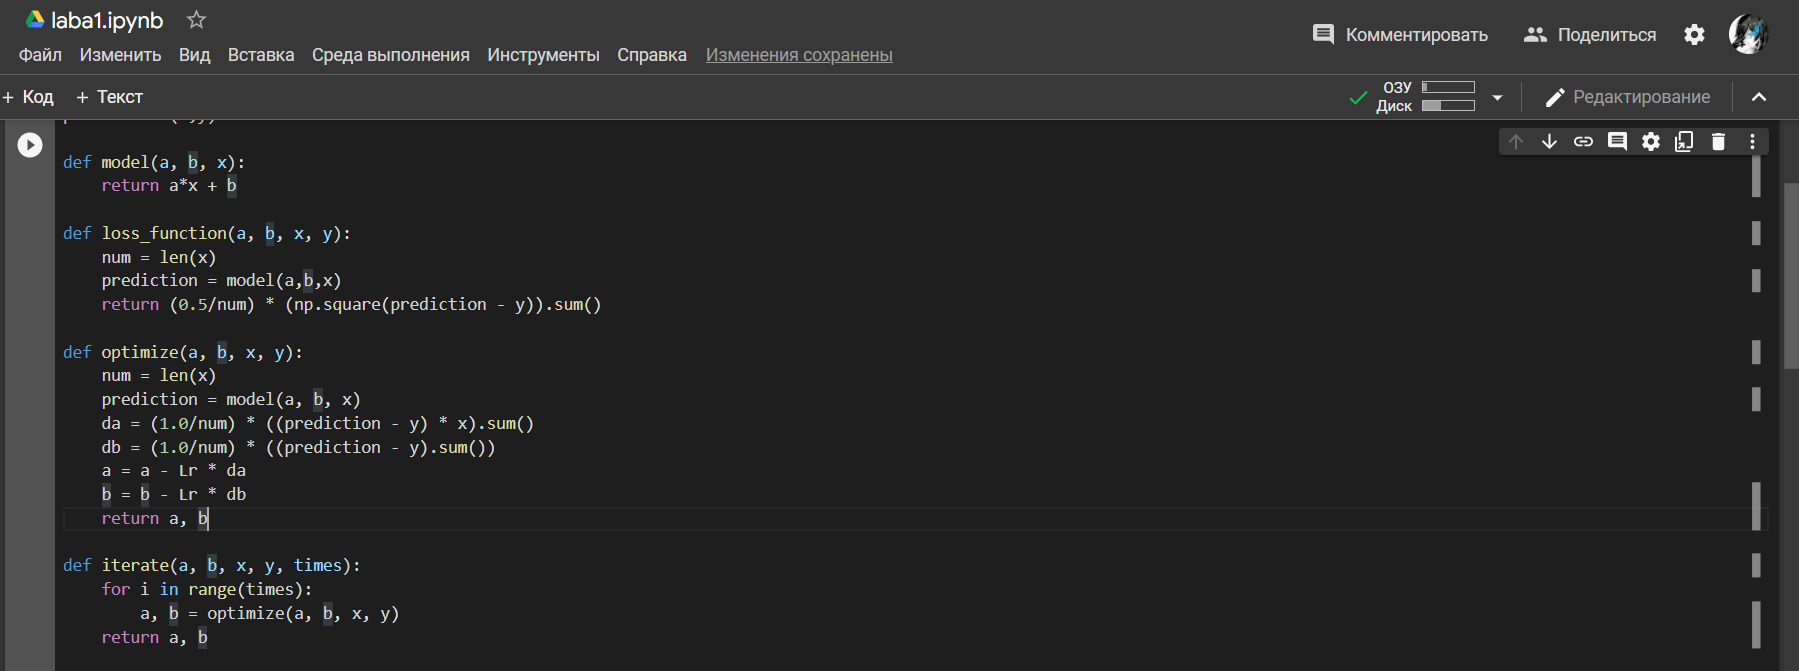 laba1.ipynb
Комментировать
Поделиться
Файл Изменить Вид Вставка Среда выполнения Инструменты Справка Изменения сохранены
+ Код + Текст
ОЗУ
Диск
Редактирование
def model(a, b, x):
    return a*x + b
def loss_function(a, b, x, y):
    num = len(x)
    prediction = model(a,b,x)
    return (0.5/num) * (np.square(prediction - y)).sum()
def optimize(a, b, x, y):
    num = len(x)
    prediction = model(a, b, x)
    da = (1.0/num) * ((prediction - y) * x).sum()
    db = (1.0/num) * ((prediction - y).sum())
    a = a - Lr * da
    b = b - Lr * db
    return a, b
def iterate(a, b, x, y, times):
    for i in range(times):
        a, b = optimize(a, b, x, y)
    return a, b